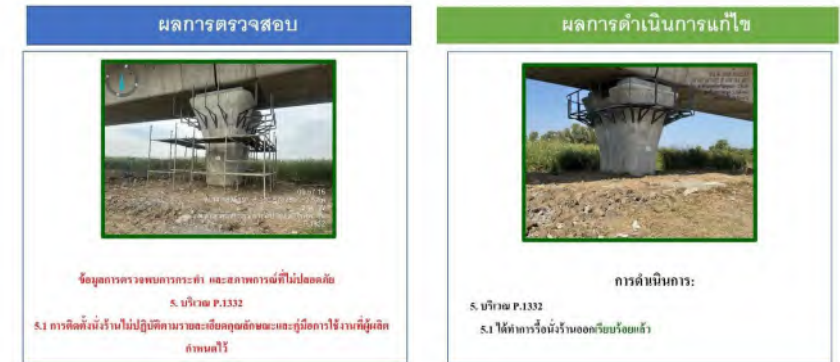 ผลการตรวจสอบ
ผลการดำเนินการแก้ไข
ข้อมูลการตรวจพบการกระทำ และสภาพการณ์ที่ไม่ปลอดภัย
5. บริเวณ P.1332
5.1 การติดตั้งนั่งร้านไม่ปฏิบัติตามรายละเอียดคุณลักษณะและคู่มือการใช้งานที่ผู้ผลิต
กำหนดไว้
การดำเนินการ:
5. บริเวณ P.1332
5.1 ได้ทำการรื้อนั่งร้านออกเรียบร้อยแล้ว